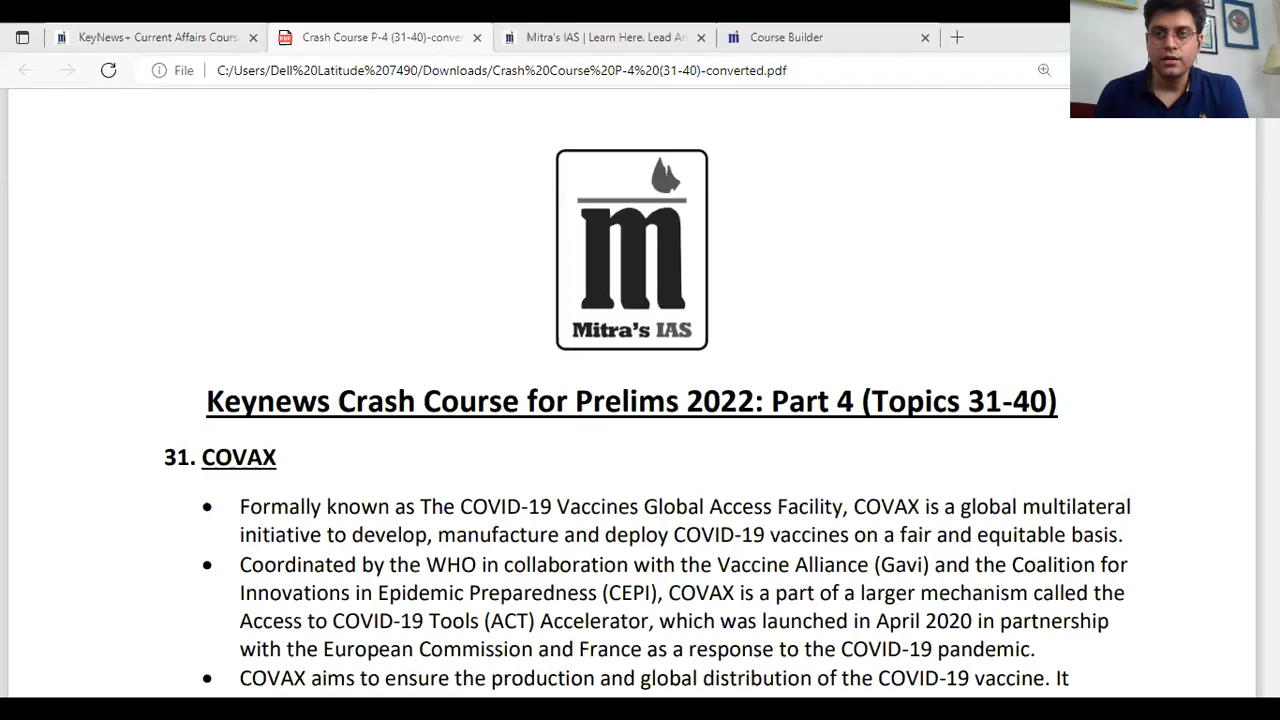 KeyNews+ Current Affairs Cours
Crash Course P-4 (31-40)-conver
Mitra's IAS | Learn Here. Lead An
Course Builder
File
C:/Users/Dell%20Latitude%207490/Downloads/Crash%20Course%20P-4%20(31-40)-converted.pdf
m
Mitra's IAS
Keynews Crash Course for Prelims 2022: Part 4 (Topics 31-40)
31. COVAX
• Formally known as The COVID-19 Vaccines Global Access Facility, COVAX is a global multilateral
initiative to develop, manufacture and deploy COVID-19 vaccines on a fair and equitable basis.
• Coordinated by the WHO in collaboration with the Vaccine Alliance (Gavi) and the Coalition for
Innovations in Epidemic Preparedness (CEPI), COVAX is a part of a larger mechanism called the
Access to COVID-19 Tools (ACT) Accelerator, which was launched in April 2020 in partnership
with the European Commission and France as a response to the COVID-19 pandemic.
• COVAX aims to ensure the production and global distribution of the COVID-19 vaccine. It